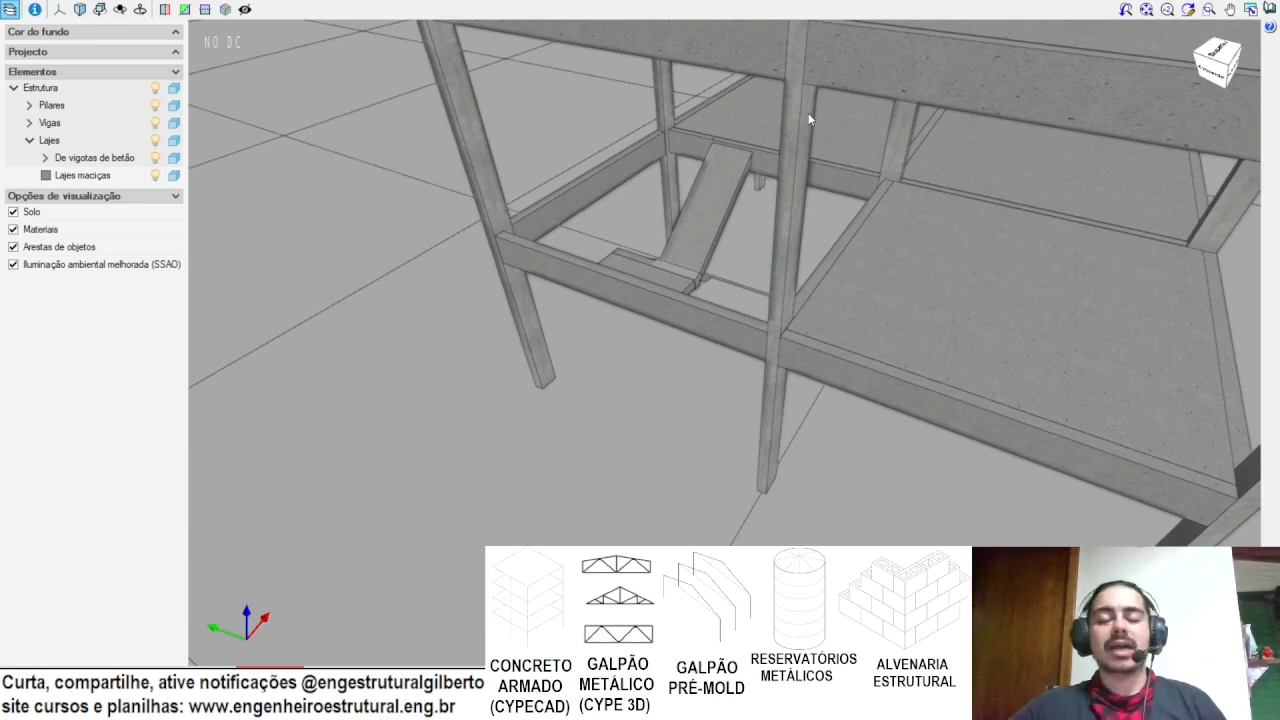 Cor do fundo
NO DC
Projecto
Elementos
Estrutura
Pilares
Vigas
Lajes
De vigotas de betão
Lajes maciças
Opções de visualização
Solo
Materiais
Arestas de objetos
Iluminação ambiental melhorada (SSAO)
CONCRETO
ARMADO
(CYPECAD)
GALPÃO
METÁLICO
(CYPE 3D)
GALPÃO
PRÉ-MOLD
RESERVATÓRIOS
METÁLICOS
ALVENARIA
ESTRUTURAL
Curta, compartilhe, ative notificações @engestruturalgilberto
site cursos e planilhas: www.engenheiroestrutural.eng.br